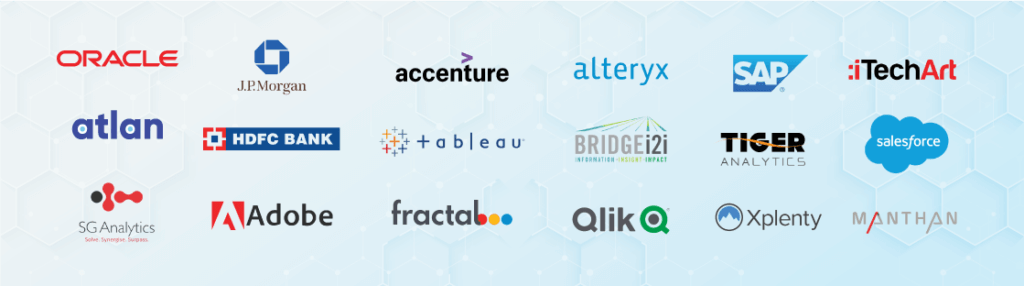 ORACLE
J.P.Morgan
accenture
alteryx
SAP
:iTechArt
atlan
HDFC BANK
+ableau
BRIDGEi2i
INFORMATION INSIGHT IMPACT
TIGER
ANALYTICS
salesforce
SG Analytics
Solve. Synergize. Surpass.
Adobe
fractal
Qlik
Xplenty
MANTHAN